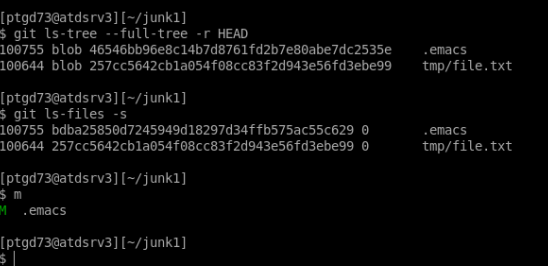 [ptgd73@atdsrv3][~/junk1]
$ git ls-tree --full-tree -r HEAD
100755 blob 46546bb96e8c14b7d8761fd2b7e80abe7dc2535e    .emacs
100644 blob 257cc5642cb1a054f08cc83f2d943e56fd3ebe99    tmp/file.txt
[ptgd73@atdsrv3][~/junk1]
$ git ls-files -s
100755 bdba25850d7245949d18297d34ffb575ac55c629 0       .emacs
100644 257cc5642cb1a054f08cc83f2d943e56fd3ebe99 0       tmp/file.txt
[ptgd73@atdsrv3][~/junk1]
$ m
M  .emacs
[ptgd73@atdsrv3][~/junk1]
$